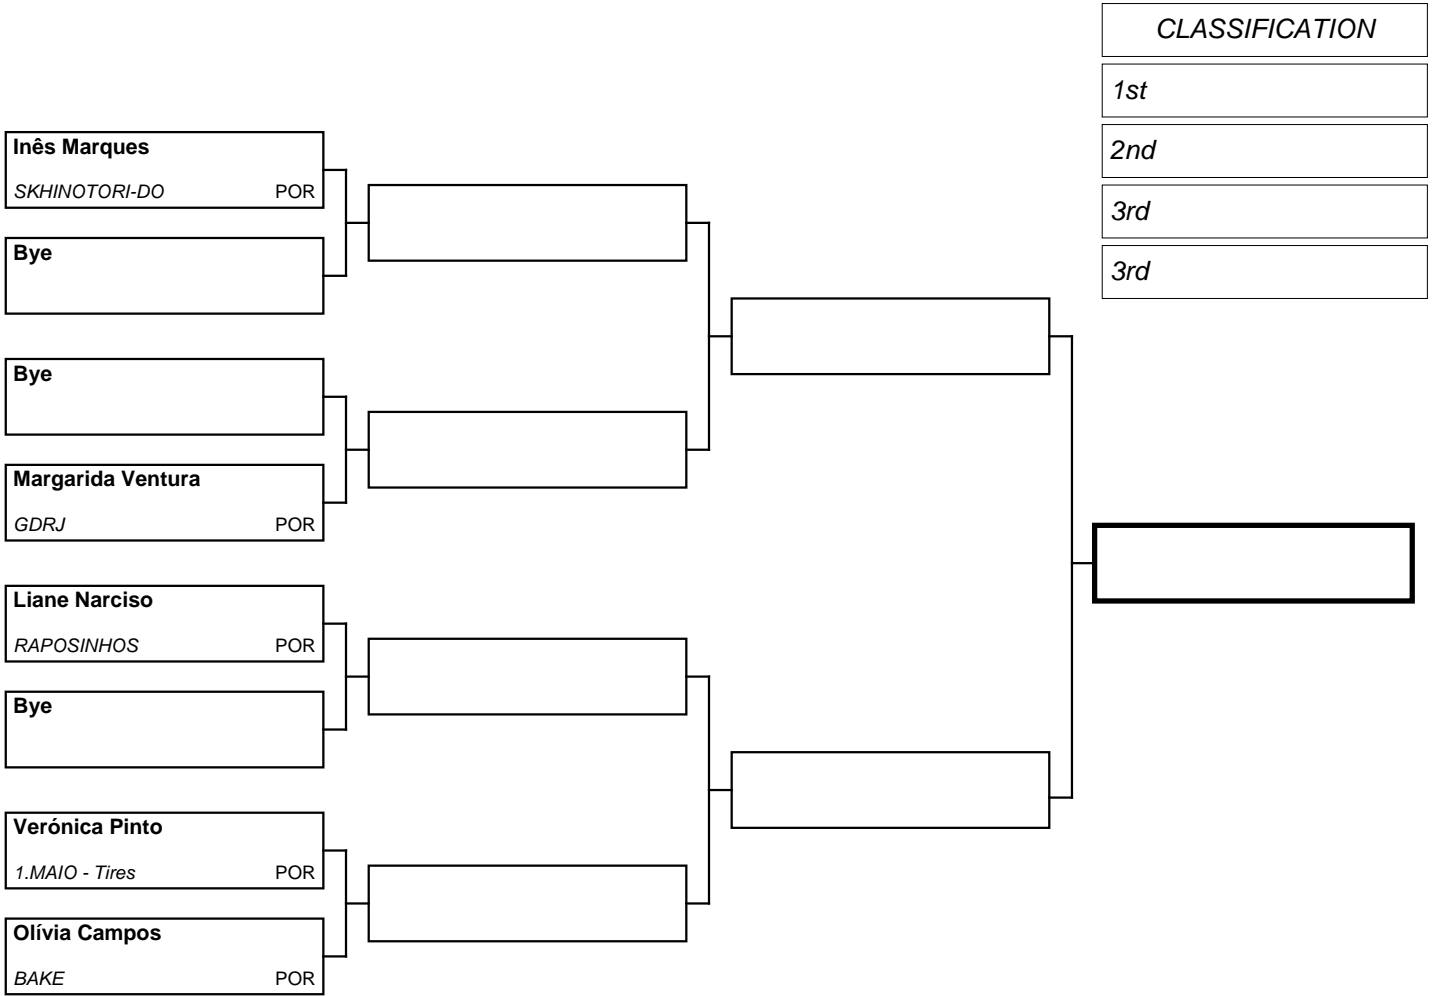 CLASSIFICATION
1st
2nd
3rd
3rd
Inês Marques
SKHINOTORI-DO POR
Bye
Bye
Margarida Ventura
GDRJ POR
Liane Narciso
RAPOSINHOS POR
Bye
Verónica Pinto
1.MAIO - Tires POR
Olívia Campos
BAKE POR